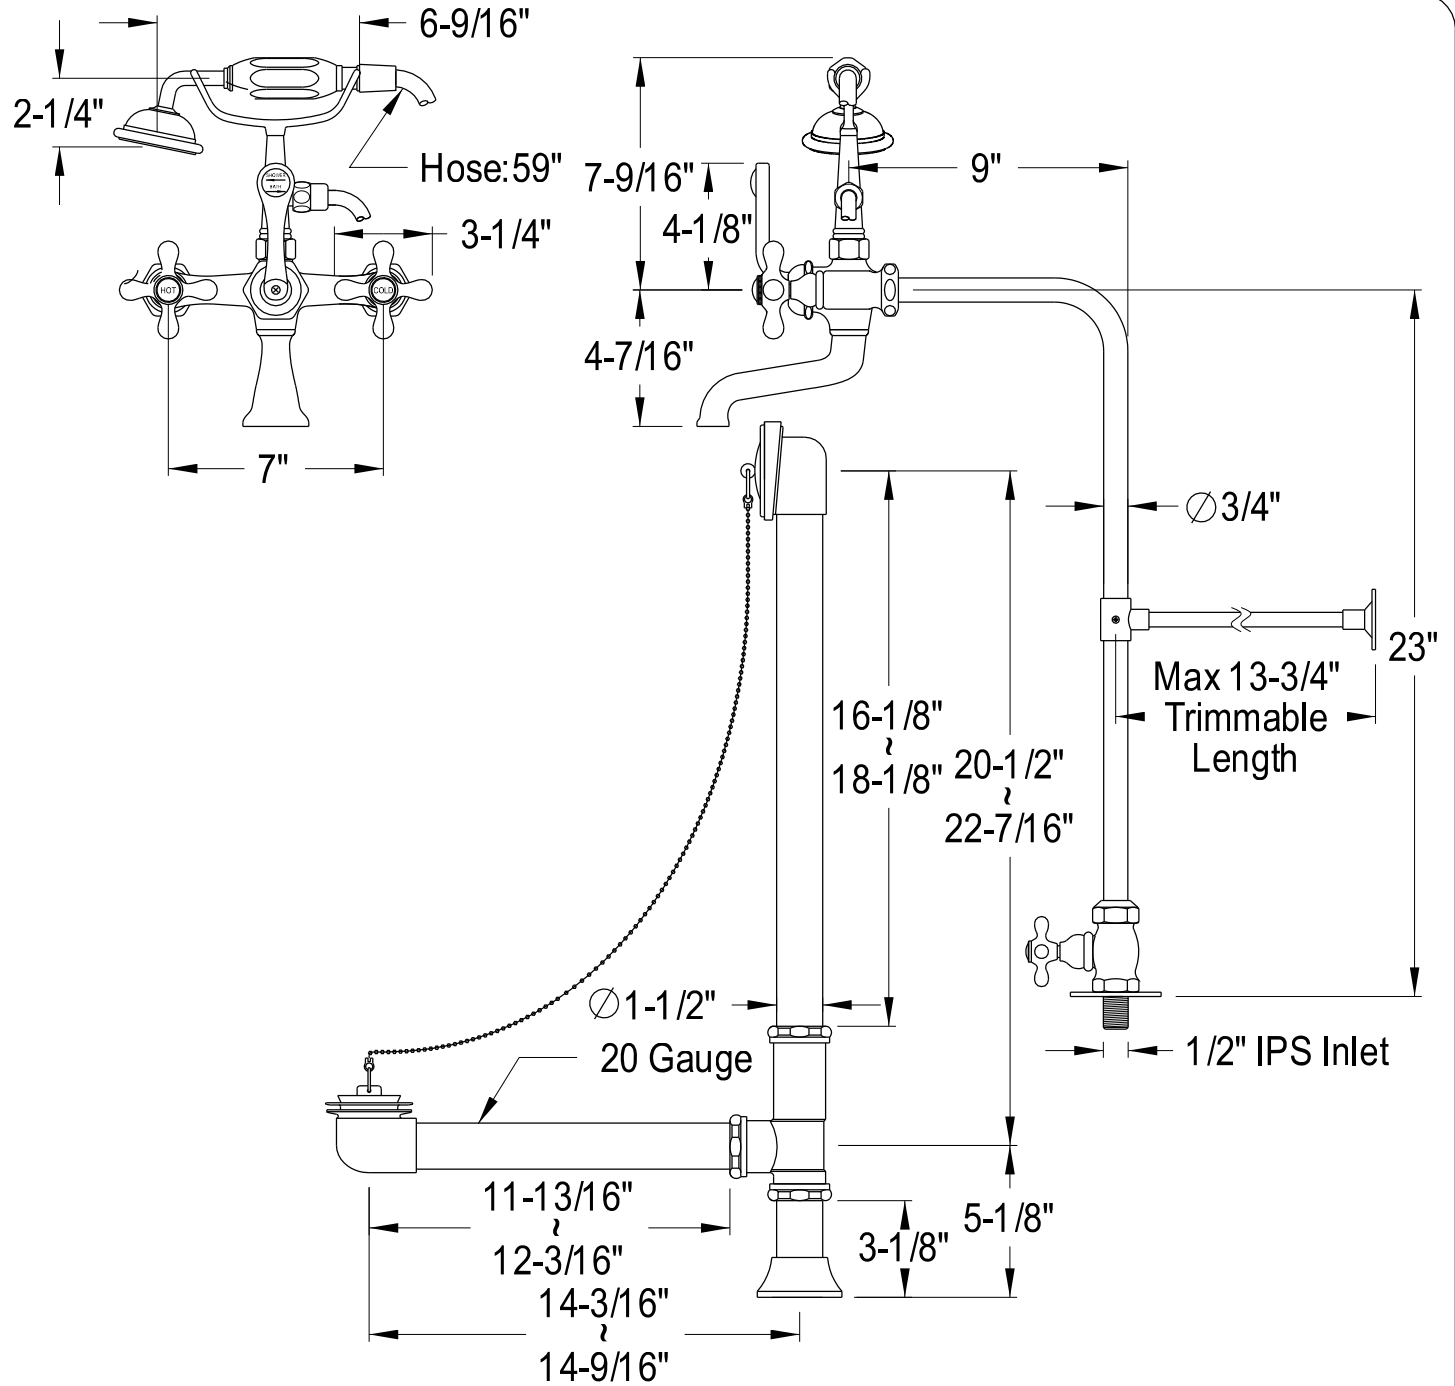 6-9/16"
2-1/4"
Hose:59"
SHOWER
BATH
3-1/4"
HOT
COLD
7"
7-9/16"
4-1/8"
9"
4-7/16"
∅3/4"
23"
Max 13-3/4"
Trimmable
Length
16-1/8"
~
18-1/8"
20-1/2"
~
22-7/16"
∅1-1/2"
20 Gauge
1/2" IPS Inlet
11-13/16"
~
12-3/16"
14-3/16"
~
14-9/16"
3-1/8"
5-1/8"